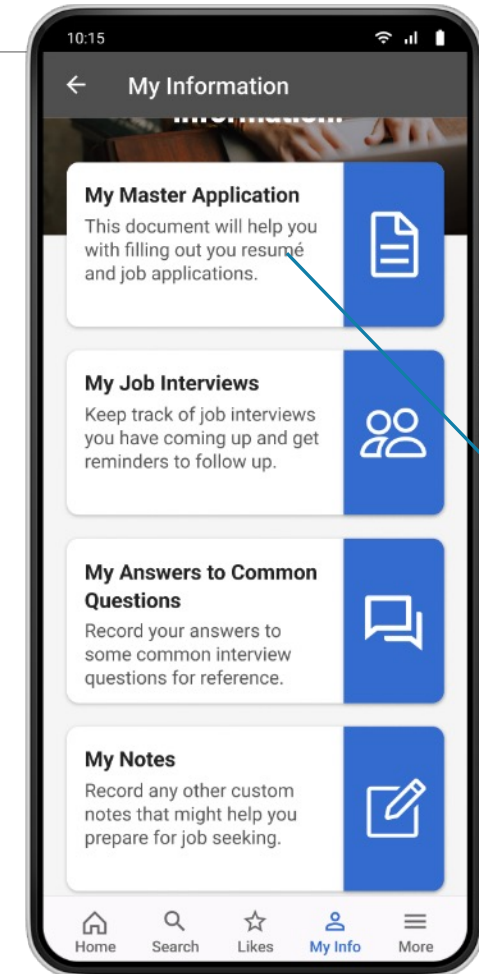 10:15
My Information
information.
My Master Application
This document will help you
with filling out you resumé
and job applications.
My Job Interviews
Keep track of job interviews
you have coming up and get
reminders to follow up.
My Answers to Common
Questions
Record your answers to
some common interview
questions for reference.
My Notes
Record any other custom
notes that might help you
prepare for job seeking.
Home Search Likes My Info More